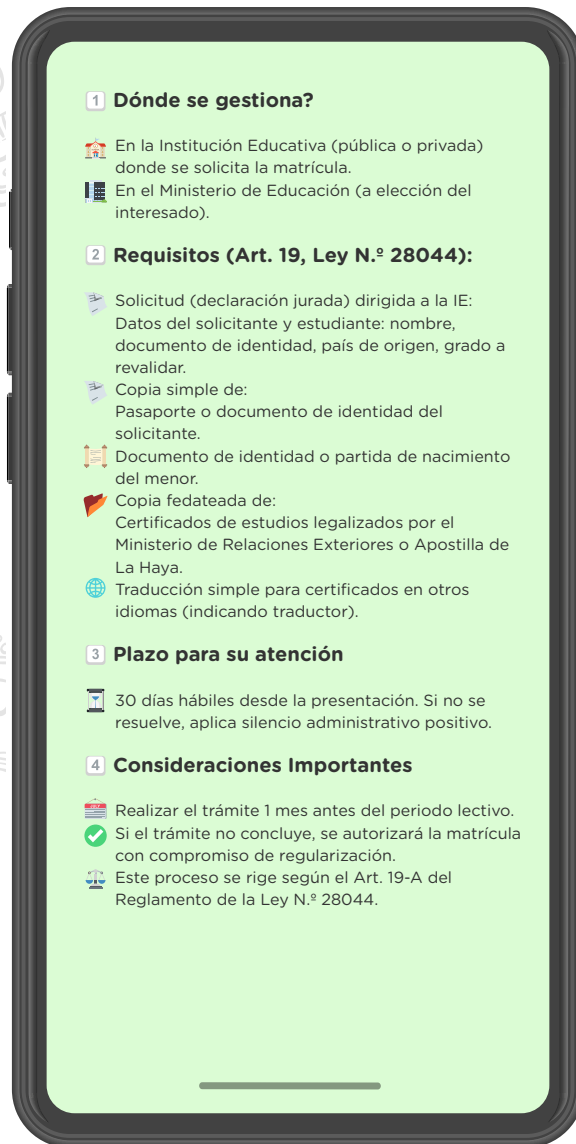 1 Dónde se gestiona?
En la Institución Educativa (pública o privada)
donde se solicita la matrícula.
En el Ministerio de Educación (a elección del
interesado).
2 Requisitos (Art. 19, Ley N.º 28044):
Solicitud (declaración jurada) dirigida a la IE:
Datos del solicitante y estudiante: nombre,
documento de identidad, país de origen, grado a
revalidar.
Copia simple de:
Pasaporte o documento de identidad del
solicitante.
Documento de identidad o partida de nacimiento
del menor.
Copia fedateada de:
Certificados de estudios legalizados por el
Ministerio de Relaciones Exteriores o Apostilla de
La Haya.
Traducción simple para certificados en otros
idiomas (indicando traductor).
3 Plazo para su atención
30 días hábiles desde la presentación. Si no se
resuelve, aplica silencio administrativo positivo.
4 Consideraciones Importantes
Realizar el trámite 1 mes antes del periodo lectivo.
Si el trámite no concluye, se autorizará la matrícula
con compromiso de regularización.
Este proceso se rige según el Art. 19-A del
Reglamento de la Ley N.º 28044.